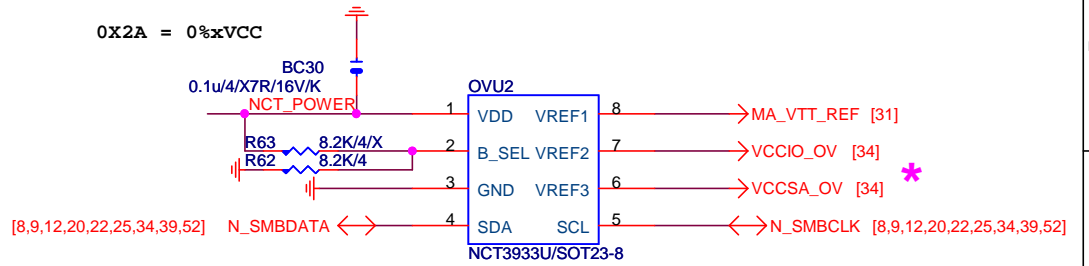 0X2A = 0%xVCC
BC30
0.1u/4/X7R/16V/K
NCT_POWER
OVU2
1 VDD VREF1 8 MA_VTT_REF [31]
R63 8.2K/4/X
2 B_SEL VREF2 7 VCCIO_OV [34]
R62 8.2K/4
3 GND VREF3 6 VCCSA_OV [34] *
[8,9,12,20,22,25,34,39,52] N_SMBDATA 4 SDA SCL 5 N_SMBCLK [8,9,12,20,22,25,34,39,52]
NCT3933U/SOT23-8